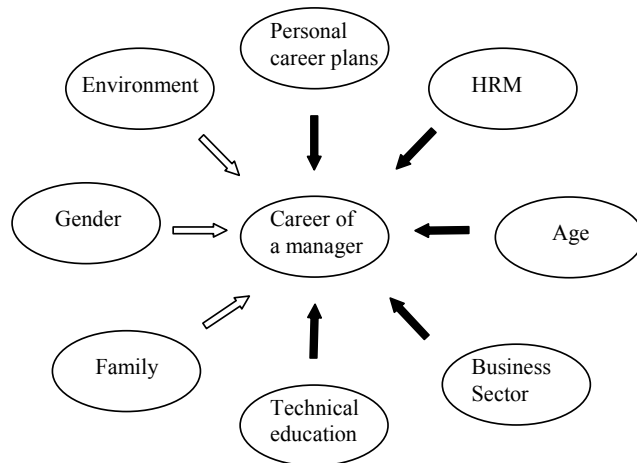 Personal
career plans
Environment
HRM
Gender
Career of
a manager
Age
Family
Business
Sector
Technical
education